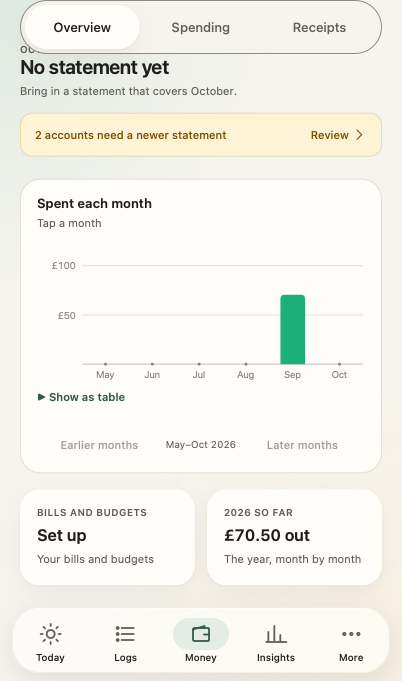 Overview
Spending
Receipts
No statement yet
Bring in a statement that covers October.
2 accounts need a newer statement
Review
Spent each month
Tap a month
£100
£50
May Jun Jul Aug Sep Oct
Show as table
Earlier months
May–Oct 2026
Later months
BILLS AND BUDGETS
Set up
Your bills and budgets
2026 SO FAR
£70.50 out
The year, month by month
Today
Logs
Money
Insights
More